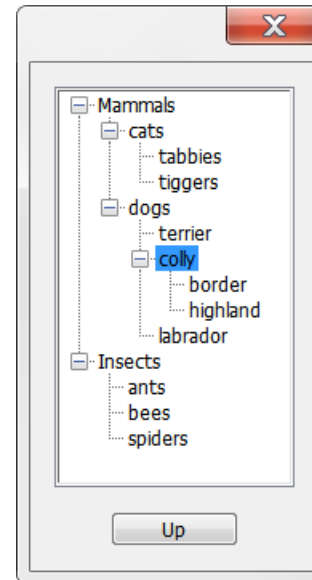 Mammals
cats
tabbies
tiggers
dogs
terrier
colly
border
highland
labrador
Insects
ants
bees
spiders
Up